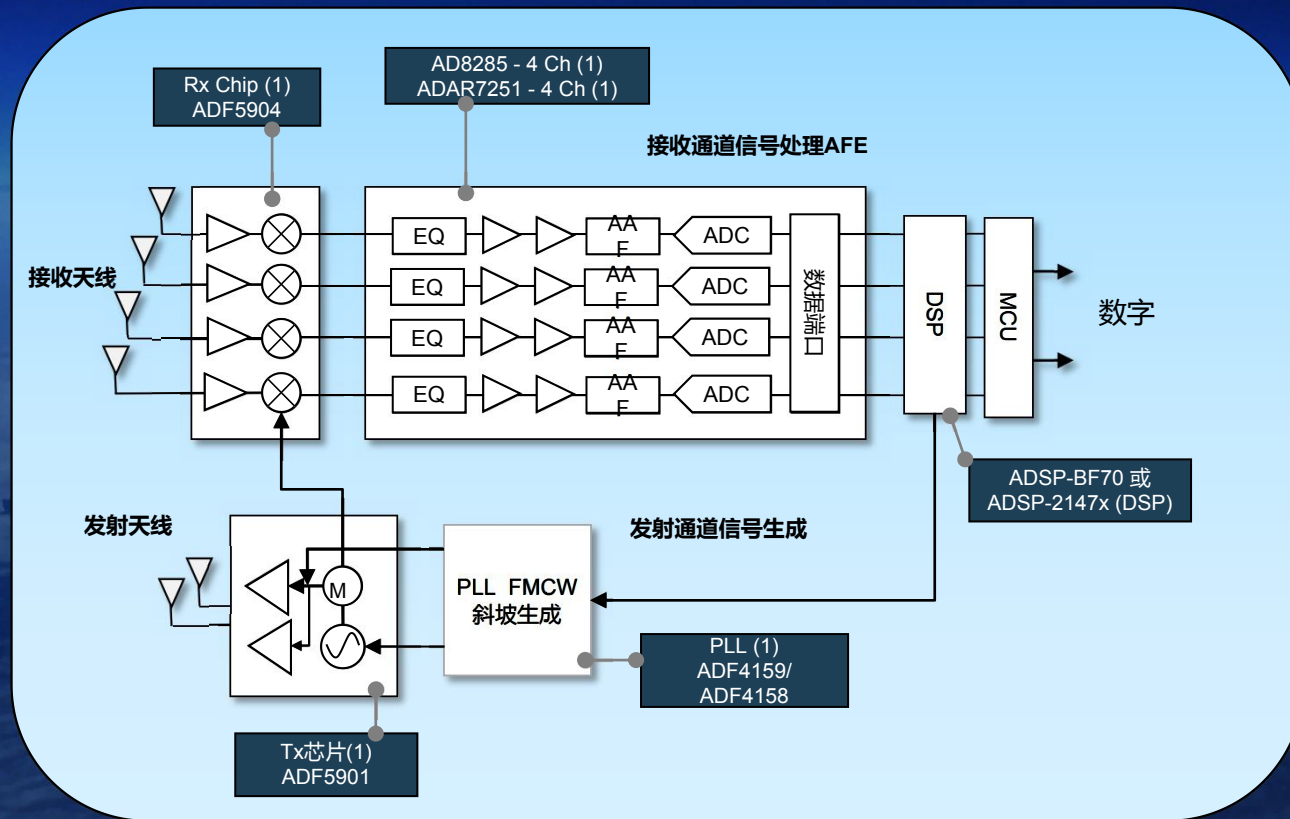 AD8285 - 4 Ch (1)
ADAR7251 - 4 Ch (1)
Rx Chip (1)
ADF5904
接收通道信号处理AFE
接收天线
EQ
AA
F
ADC
EQ
AA
F
ADC
EQ
AA
F
ADC
EQ
AA
F
ADC
数据端口
DSP
MCU
数字
ADSP-BF70 或
ADSP-2147x (DSP)
发射天线
发射通道信号生成
M
PLL FMCW
斜坡生成
PLL (1)
ADF4159/
ADF4158
Tx芯片(1)
ADF5901